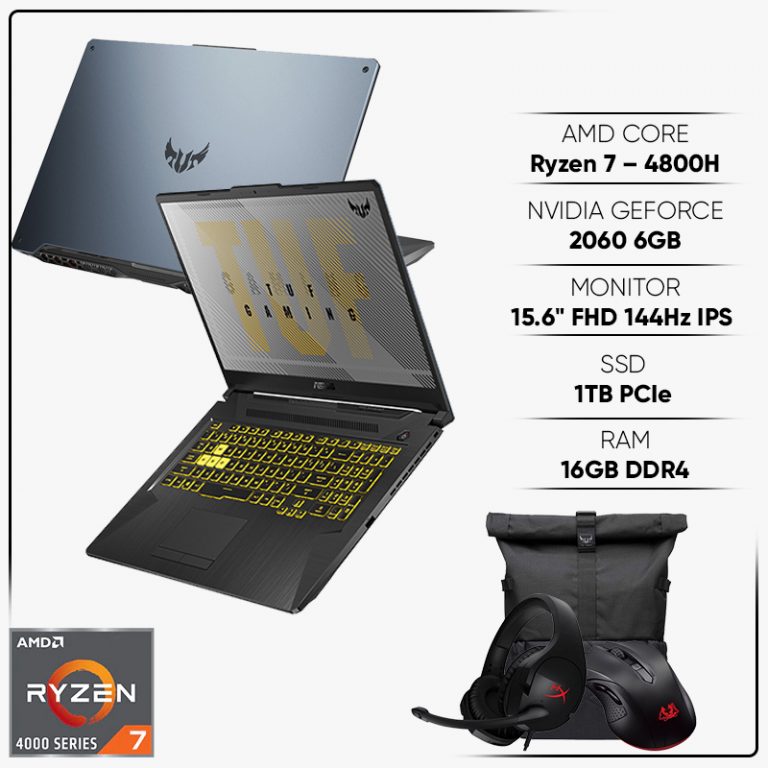 AMD CORE
Ryzen 7 – 4800H
NVIDIA GEFORCE
2060 6GB
MONITOR
15.6" FHD 144Hz IPS
SSD
1TB PCIe
RAM
16GB DDR4
TUF
TUF
GAMING
AMD
RYZEN
4000 SERIES 7